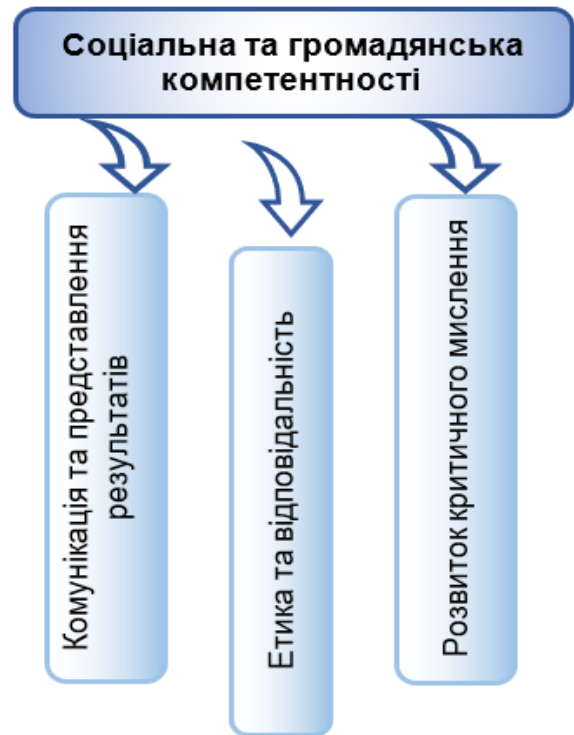 Соціальна та громадянська
компетентності
Комунікація та представлення
результатів
Етика та відповідальність
Розвиток критичного мислення